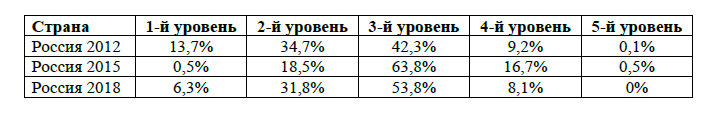 Страна 1-й уровень 2-й уровень 3-й уровень 4-й уровень 5-й уровень
Россия 2012 13,7% 34,7% 42,3% 9,2% 0,1%
Россия 2015 0,5% 18,5% 63,8% 16,7% 0,5%
Россия 2018 6,3% 31,8% 53,8% 8,1% 0%